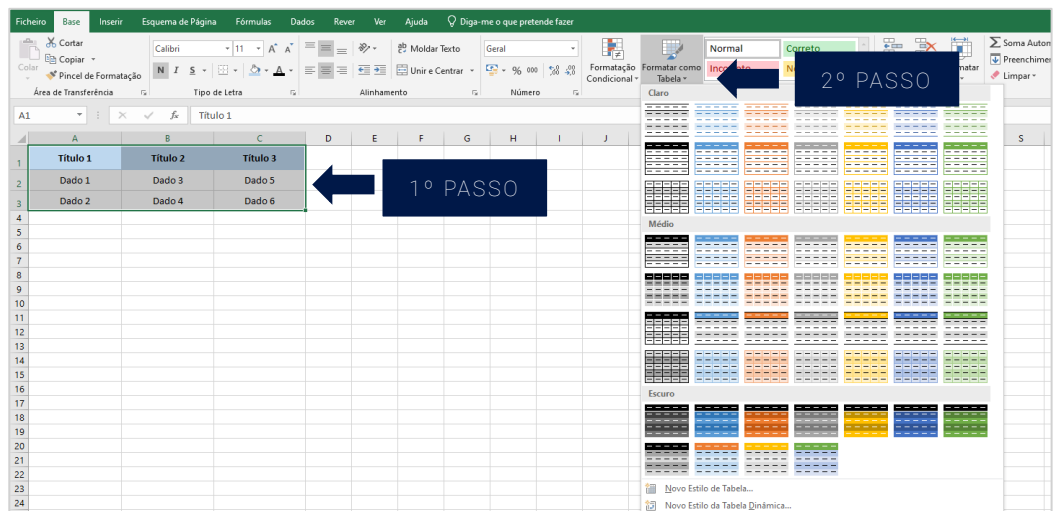 Ficheiro Base Inserir Esquema de Página Fórmulas Dados Rever Ver Ajuda Diga-me o que pretende fazer
Colar
Cortar
Copiar
Pincel de Formatação
Área de Transferência
Calibri 11 A A
N I S A
Tipo de Letra
ab Moldar Texto
Unir e Centrar
Alinhamento
Geral
% 000
Número
Formatação Condicional
Formatar como Tabela
Normal Correto
2º PASSO
Soma Autom
Preenchimen
Limpar
A1 fx Título 1
A B C D E F G H I J S
1 Título 1 Título 2 Título 3
2 Dado 1 Dado 3 Dado 5
3 Dado 2 Dado 4 Dado 6
1º PASSO
4
5
6
7
8
9
10
11
12
13
14
15
16
17
18
19
20
21
22
23
24
Claro
Médio
Escuro
Novo Estilo de Tabela...
Novo Estilo da Tabela Dinâmica...